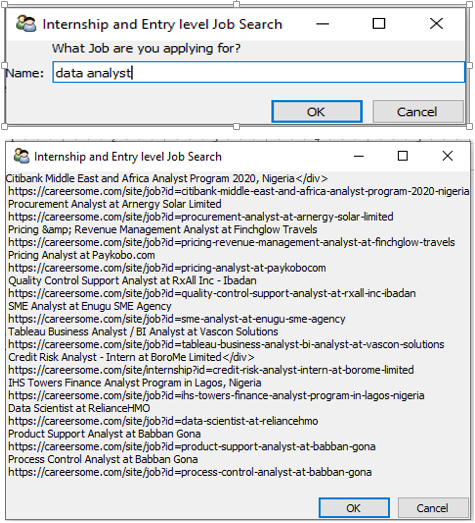 Internship and Entry level Job Search
What Job are you applying for?
Name: data analyst
OK Cancel
Internship and Entry level Job Search
Citibank Middle East and Africa Analyst Program 2020, Nigeria</div>
https://careersome.com/site/job?id=citibank-middle-east-and-africa-analyst-program-2020-nigeria
Procurement Analyst at Arnergy Solar Limited
https://careersome.com/site/job?id=procurement-analyst-at-arnergy-solar-limited
Pricing &amp; Revenue Management Analyst at Finchglow Travels
https://careersome.com/site/job?id=pricing-revenue-management-analyst-at-finchglow-travels
Pricing Analyst at Paykobo.com
https://careersome.com/site/job?id=pricing-analyst-at-paykobocom
Quality Control Support Analyst at RxAll Inc - Ibadan
https://careersome.com/site/job?id=quality-control-support-analyst-at-rxall-inc-ibadan
SME Analyst at Enugu SME Agency
https://careersome.com/site/job?id=sme-analyst-at-enugu-sme-agency
Tableau Business Analyst / BI Analyst at Vascon Solutions
https://careersome.com/site/job?id=tableau-business-analyst-bi-analyst-at-vascon-solutions
Credit Risk Analyst - Intern at BoroMe Limited</div>
https://careersome.com/site/internship?id=credit-risk-analyst-intern-at-borome-limited
IHS Towers Finance Analyst Program in Lagos, Nigeria
https://careersome.com/site/job?id=ihs-towers-finance-analyst-program-in-lagos-nigeria
Data Scientist at RelianceHMO
https://careersome.com/site/job?id=data-scientist-at-reliancehmo
Product Support Analyst at Babban Gona
https://careersome.com/site/job?id=product-support-analyst-at-babban-gona
Process Control Analyst at Babban Gona
https://careersome.com/site/job?id=process-control-analyst-at-babban-gona
OK Cancel